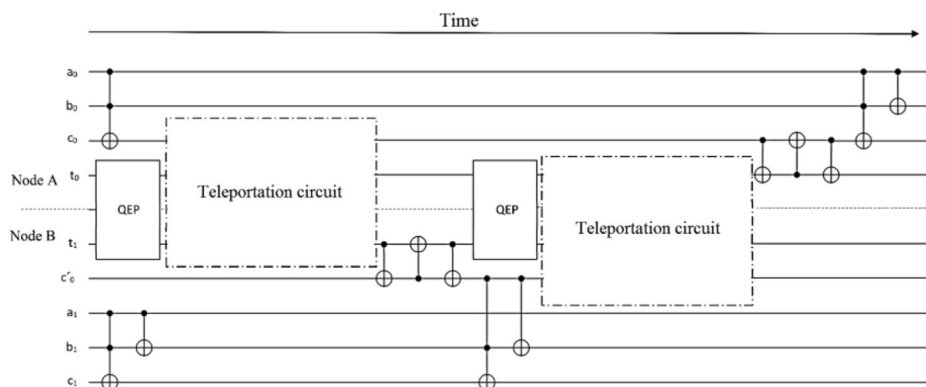 Time
a₀
b₀
c₀
Node A
t₀
QEP
Teleportation circuit
QEP
Teleportation circuit
Node B
t₁
c'₀
a₁
b₁
c₁